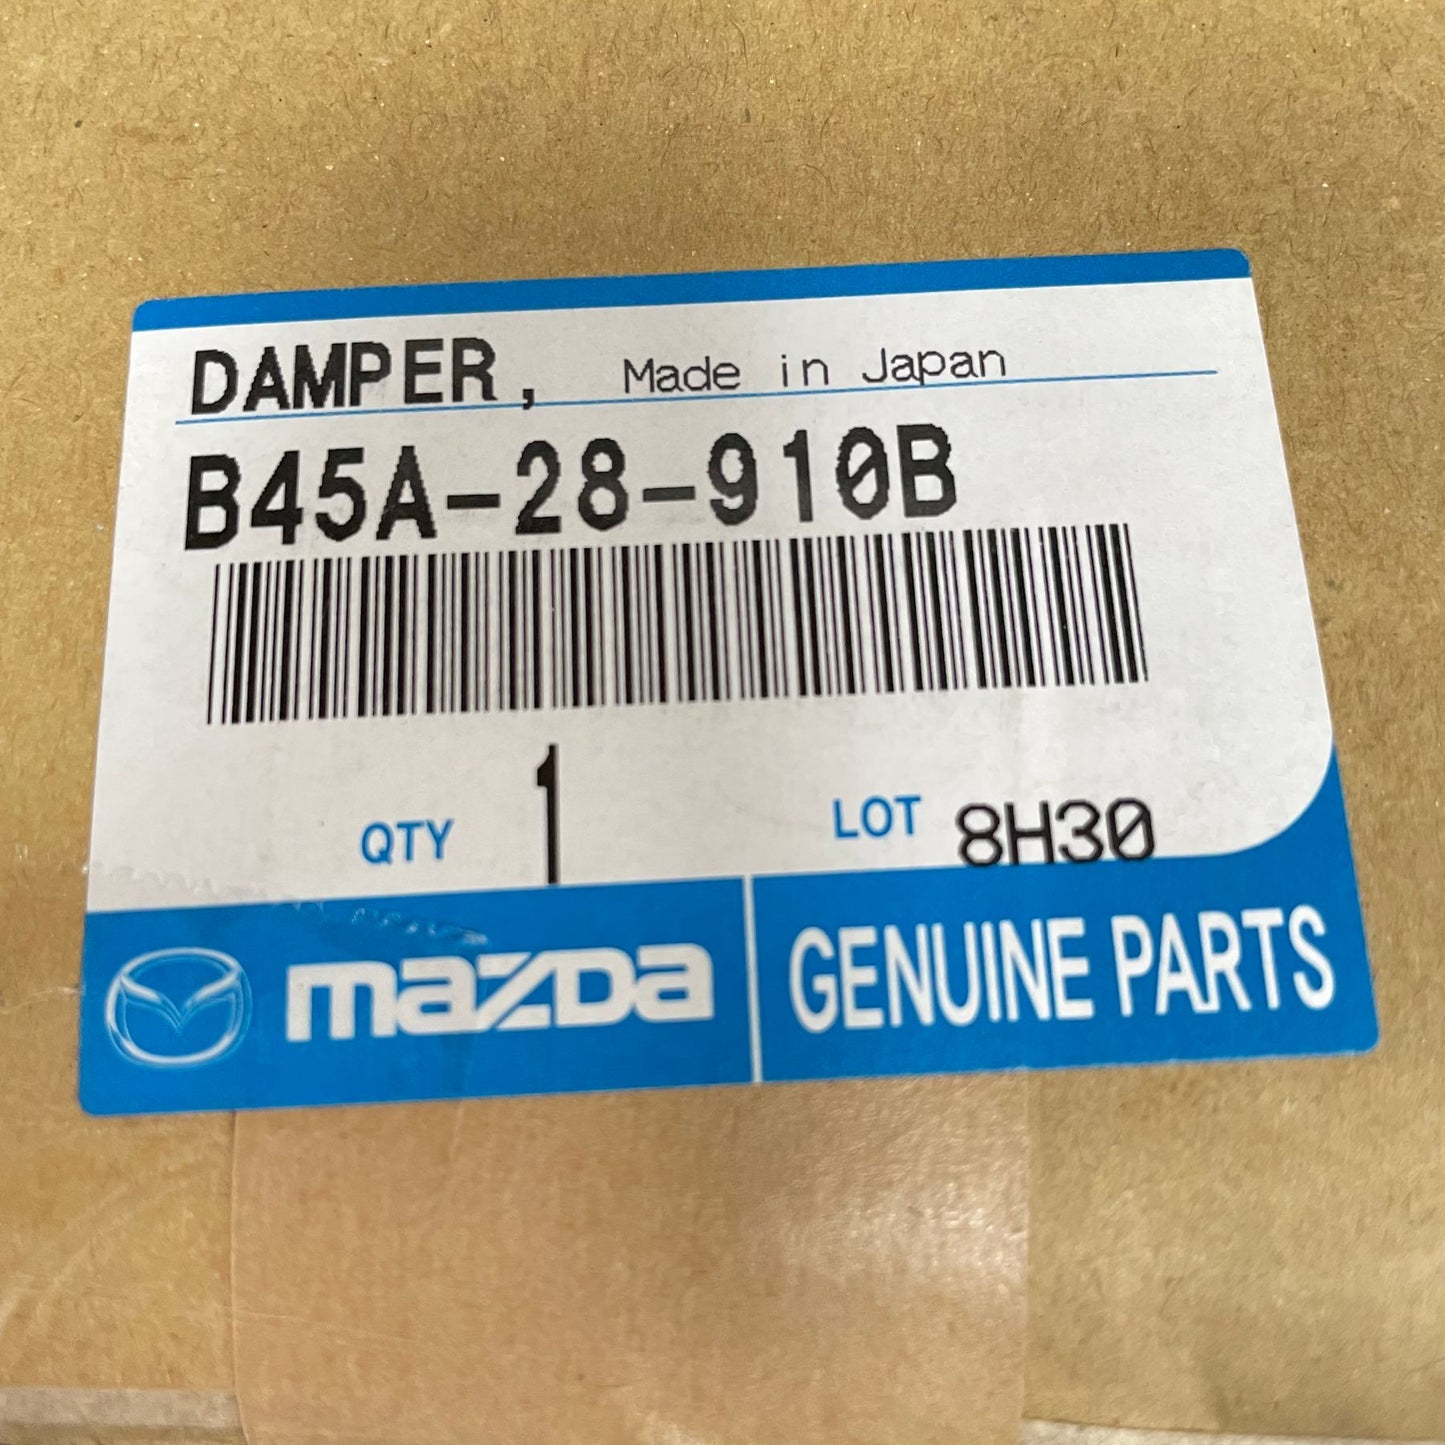 DAMPER, Made in Japan
B45A-28-910B
QTY 1 LOT 8H30
mazda GENUINE PARTS